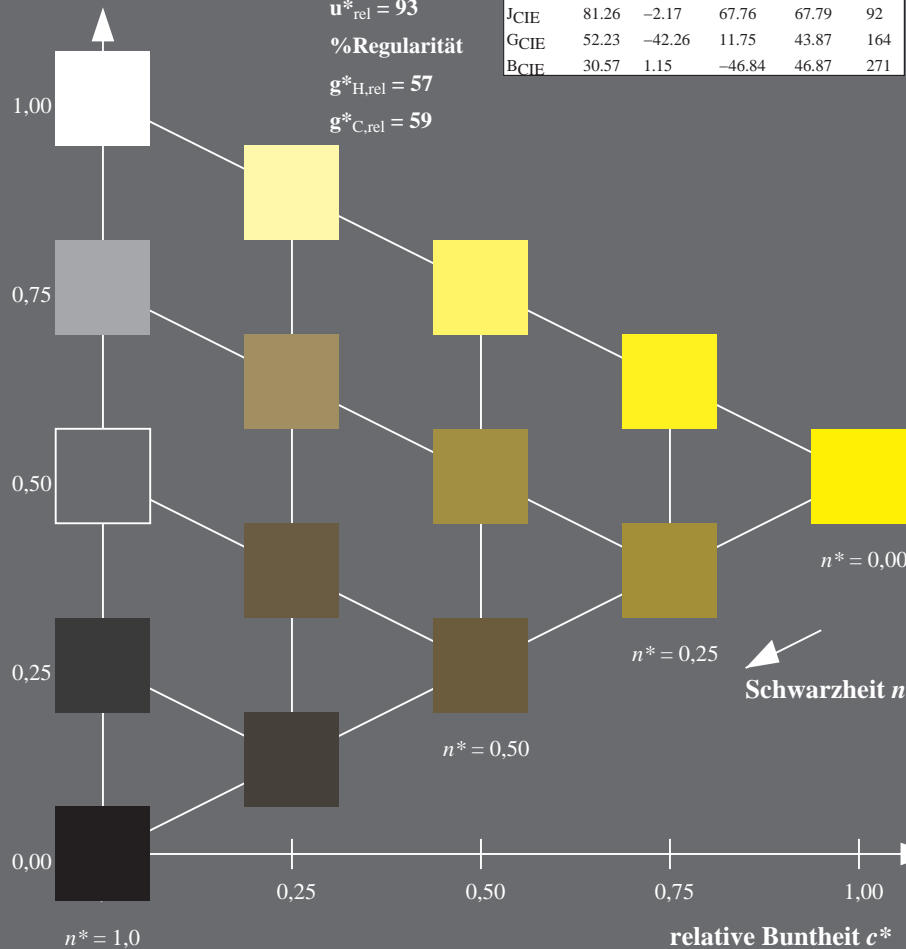 u*rel = 93
%Regularität
g*H,rel = 57
g*C,rel = 59
JCIE 81.26 −2.17 67.76 67.79 92
GCIE 52.23 −42.26 11.75 43.87 164
BCIE 30.57 1.15 −46.84 46.87 271
1,00
0,75
0,50
0,25
0,00
n* = 0,00
n* = 0,25
Schwarzheit n
n* = 0,50
0,25 0,50 0,75 1,00
n* = 1,0
relative Buntheit c*